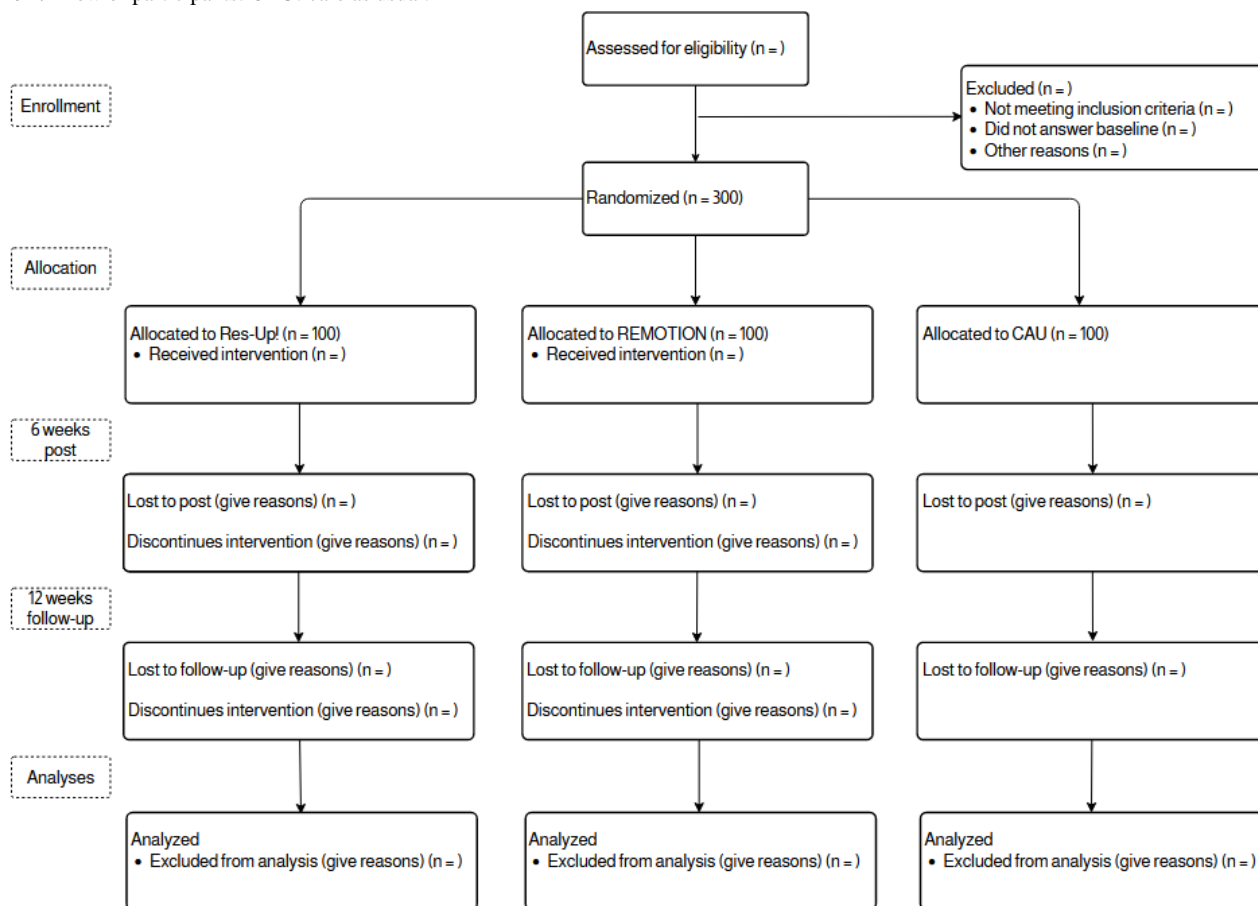 Assessed for eligibility (n = )
Enrollment
Excluded (n = )
• Not meeting inclusion criteria (n = )
• Did not answer baseline (n = )
• Other reasons (n = )
Randomized (n = 300)
Allocation
Allocated to Res-Up! (n = 100)
• Received intervention (n = )
Allocated to REMOTION (n = 100)
• Received intervention (n = )
Allocated to CAU (n = 100)
6 weeks
post
Lost to post (give reasons) (n = )
Discontinues intervention (give reasons) (n = )
Lost to post (give reasons) (n = )
Discontinues intervention (give reasons) (n = )
Lost to post (give reasons) (n = )
12 weeks
follow-up
Lost to follow-up (give reasons) (n = )
Discontinues intervention (give reasons) (n = )
Lost to follow-up (give reasons) (n = )
Discontinues intervention (give reasons) (n = )
Lost to follow-up (give reasons) (n = )
Analyses
Analyzed
• Excluded from analysis (give reasons) (n = )
Analyzed
• Excluded from analysis (give reasons) (n = )
Analyzed
• Excluded from analysis (give reasons) (n = )